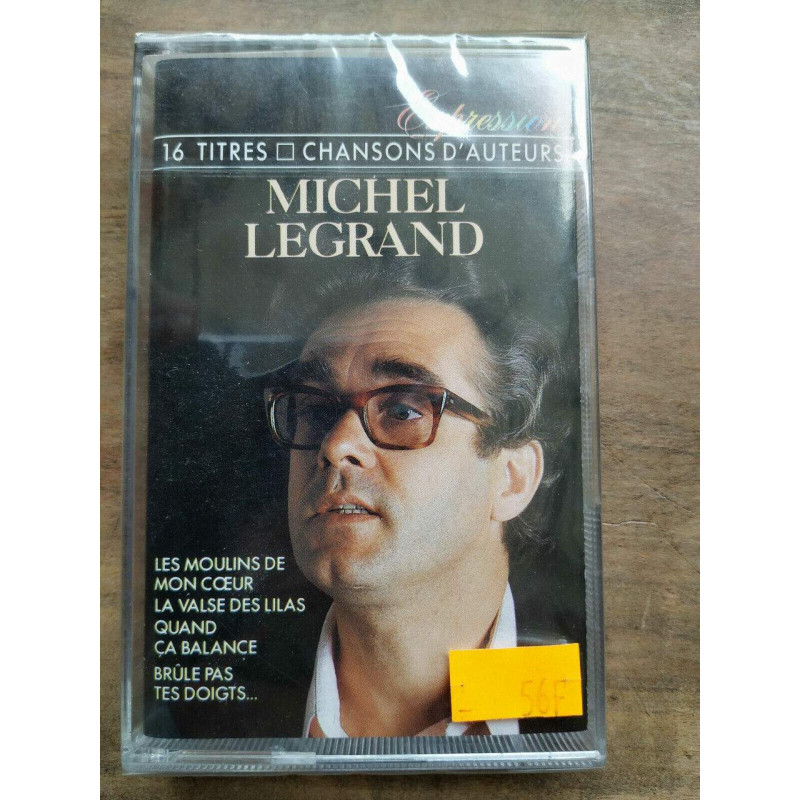 Expression
16 TITRES □ CHANSONS D'AUTEURS
MICHEL
LEGRAND
LES MOULINS DE
MON CŒUR
LA VALSE DES LILAS
QUAND
ÇA BALANCE
BRÛLE PAS
TES DOIGTS...
56F